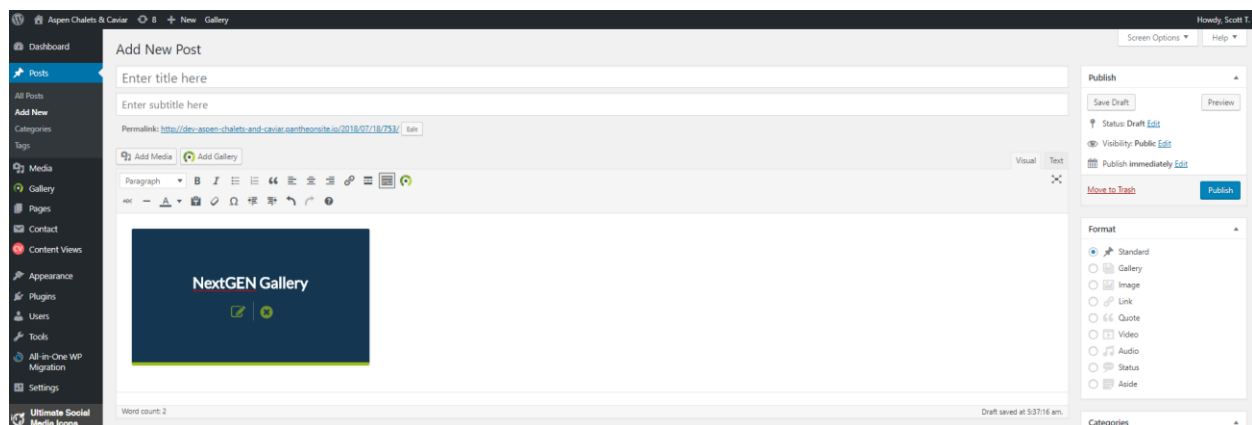 Aspen Chalets & Caviar 8 + New Gallery Howdy, Scott T.
Screen Options ▼ Help ▼
Dashboard
Posts
All Posts
Add New
Categories
Tags
Media
Gallery
Pages
Contact
Content Views
Appearance
Plugins
Users
Tools
All-in-One WP
Migration
Settings
Ultimate Social
Media Icons
Add New Post
Enter title here
Enter subtitle here
Permalink: http://dev-aspen-chalets-and-caviar.pantheonsite.io/2018/07/18/753/ Edit
Add Media Add Gallery Visual Text
Paragraph B I
ABC A Ω
NextGEN Gallery
Word count: 2 Draft saved at 5:37:16 am.
Publish
Save Draft Preview
Status: Draft Edit
Visibility: Public Edit
Publish immediately Edit
Move to Trash Publish
Format
Standard
Gallery
Image
Link
Quote
Video
Audio
Status
Aside
Categories